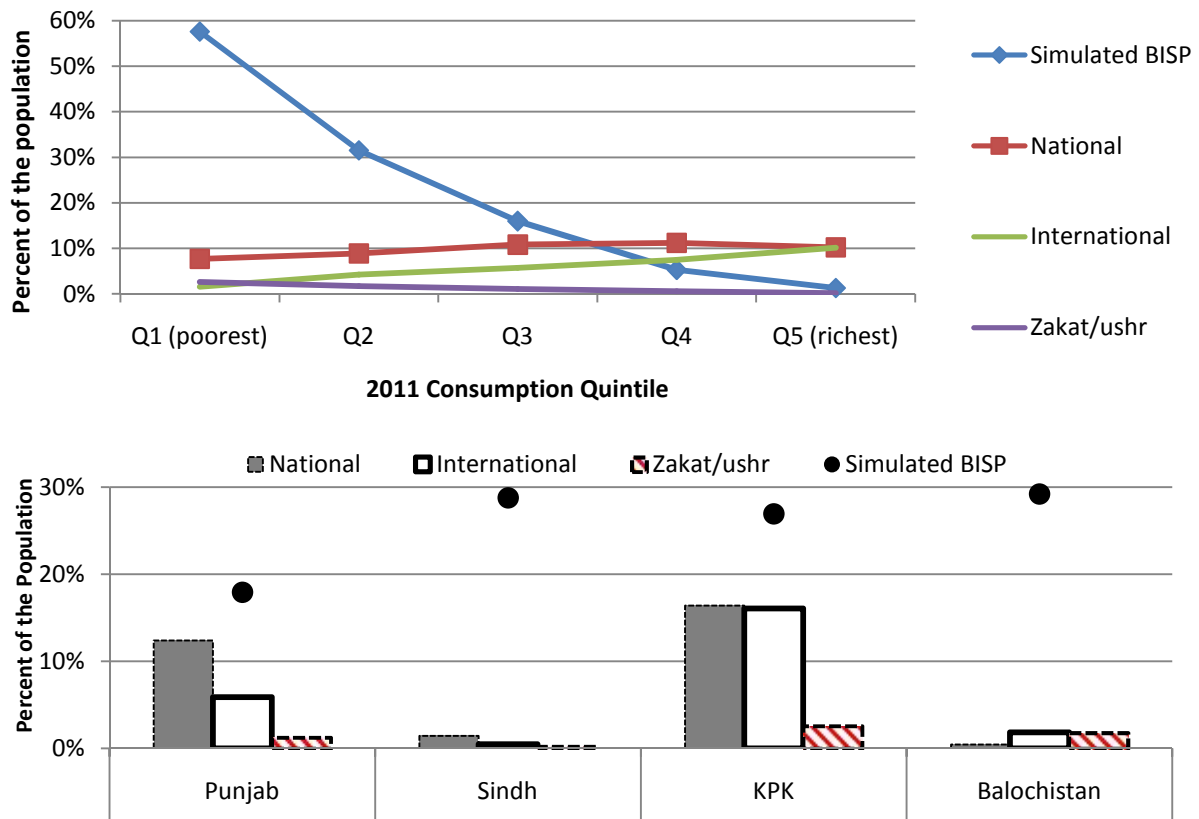 60%
50%
40%
30%
20%
10%
0%
Percent of the population
Q1 (poorest) Q2 Q3 Q4 Q5 (richest)
2011 Consumption Quintile
Simulated BISP
National
International
Zakat/ushr
National International Zakat/ushr Simulated BISP
30%
20%
10%
0%
Percent of the Population
Punjab Sindh KPK Balochistan